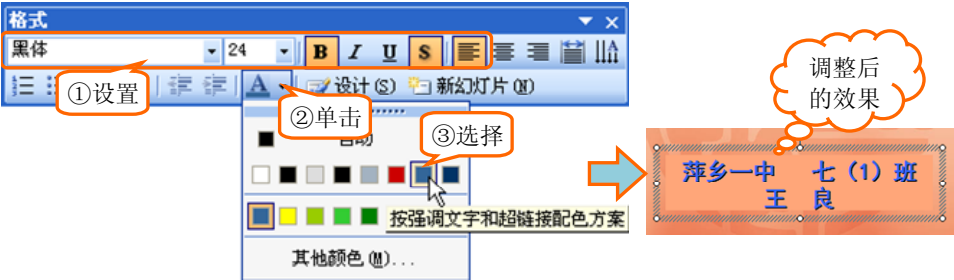 格式
黑体 24 B I U S
①设置 A 设计(S) 新幻灯片(N)
②单击
自动
③选择
按强调文字和超链接配色方案
其他颜色(M)...
调整后
的效果
萍乡一中 七（1）班
王 良